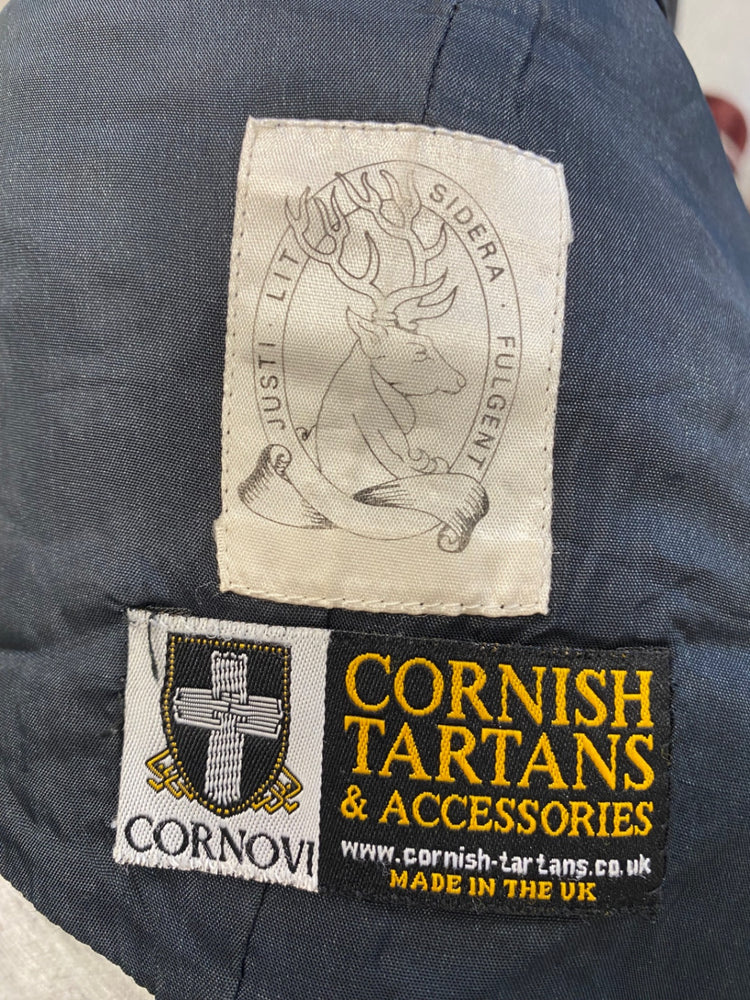 JUSTI · LIT
SIDERA · FULGENT
CORNOVI
CORNISH
TARTANS
& ACCESSORIES
www.cornish-tartans.co.uk
MADE IN THE UK